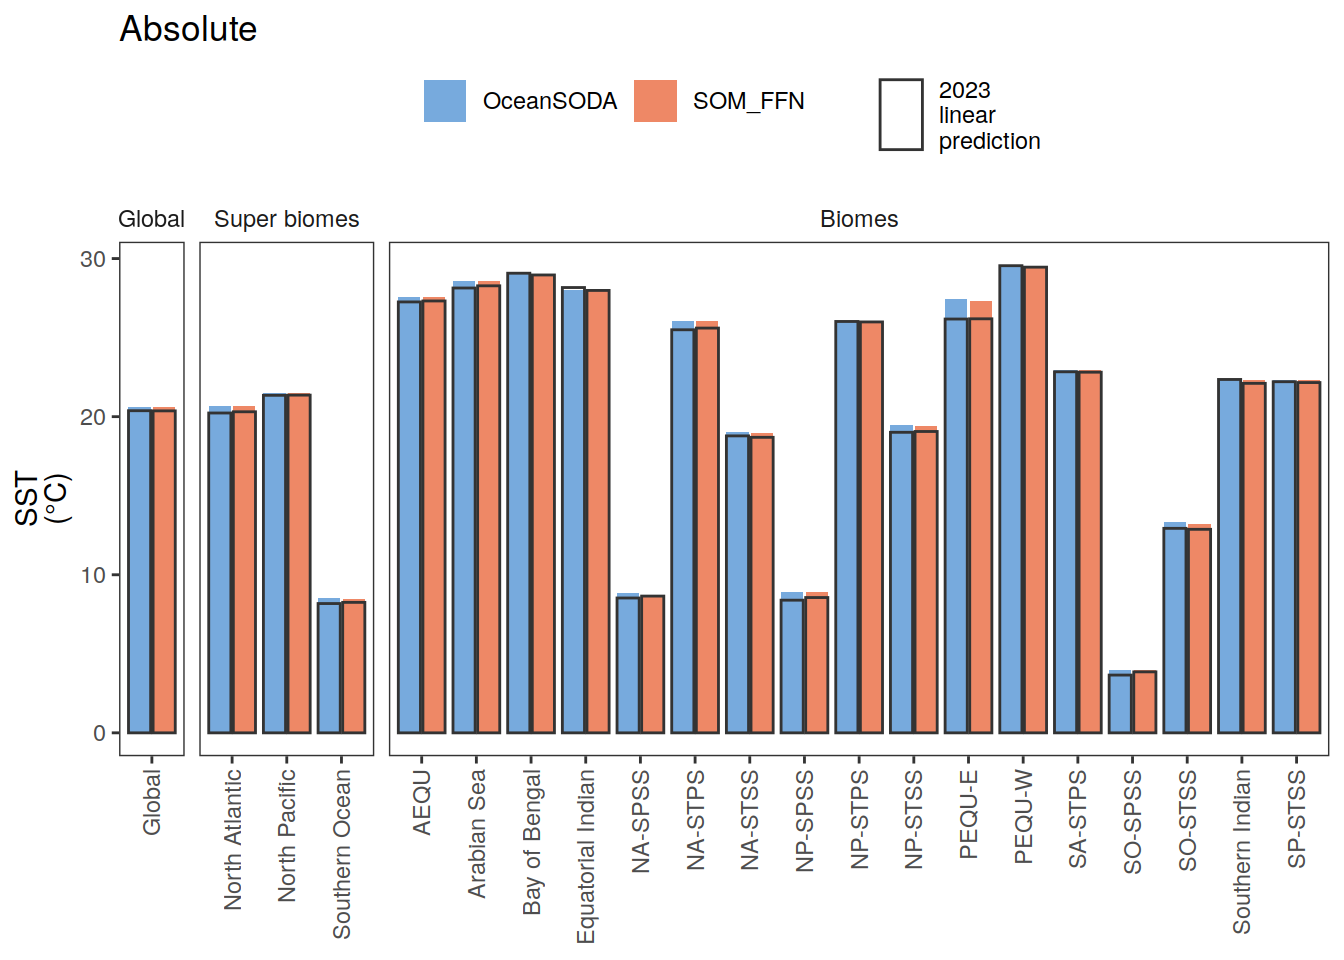 Absolute
OceanSODA
SOM_FFN
2023
linear
prediction
Global
Super biomes
Biomes
SST
(°C)
30
20
10
0
Global
North Atlantic
North Pacific
Southern Ocean
AEQU
Arabian Sea
Bay of Bengal
Equatorial Indian
NA-SPSS
NA-STPS
NA-STSS
NP-SPSS
NP-STPS
NP-STSS
PEQU-E
PEQU-W
SA-STPS
SO-SPSS
SO-STSS
Southern Indian
SP-STSS